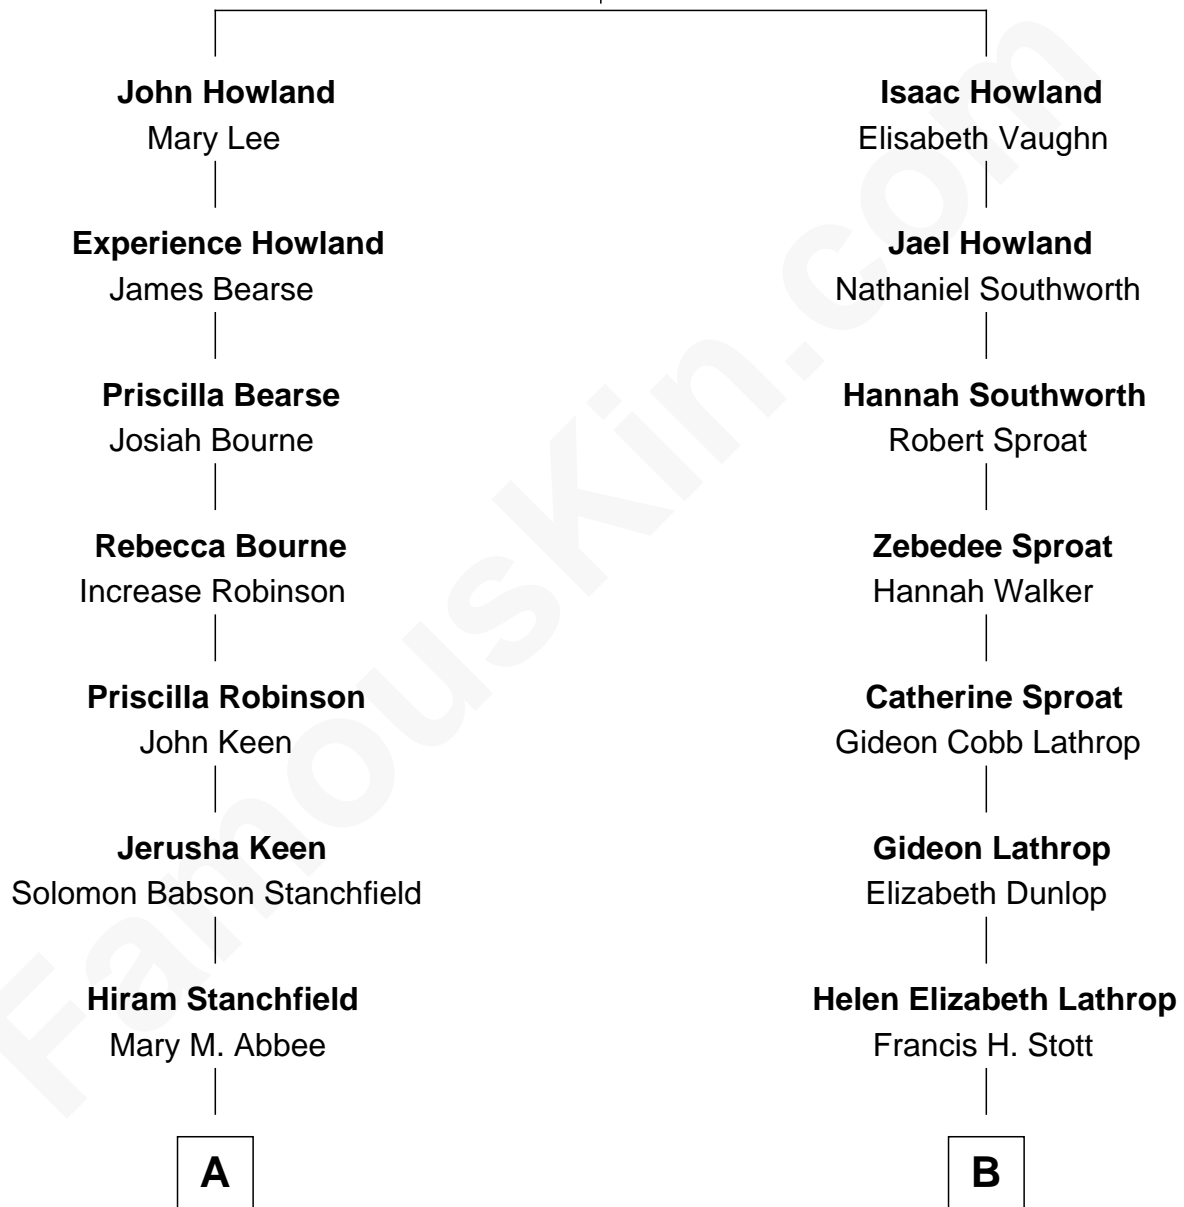 John Howland
Mary Lee
Experience Howland
James Bearse
Priscilla Bearse
Josiah Bourne
Rebecca Bourne
Increase Robinson
Priscilla Robinson
John Keen
Jerusha Keen
Solomon Babson Stanchfield
Hiram Stanchfield
Mary M. Abbee
A
Isaac Howland
Elisabeth Vaughn
Jael Howland
Nathaniel Southworth
Hannah Southworth
Robert Sproat
Zebedee Sproat
Hannah Walker
Catherine Sproat
Gideon Cobb Lathrop
Gideon Lathrop
Elizabeth Dunlop
Helen Elizabeth Lathrop
Francis H. Stott
B
FamousKin.com